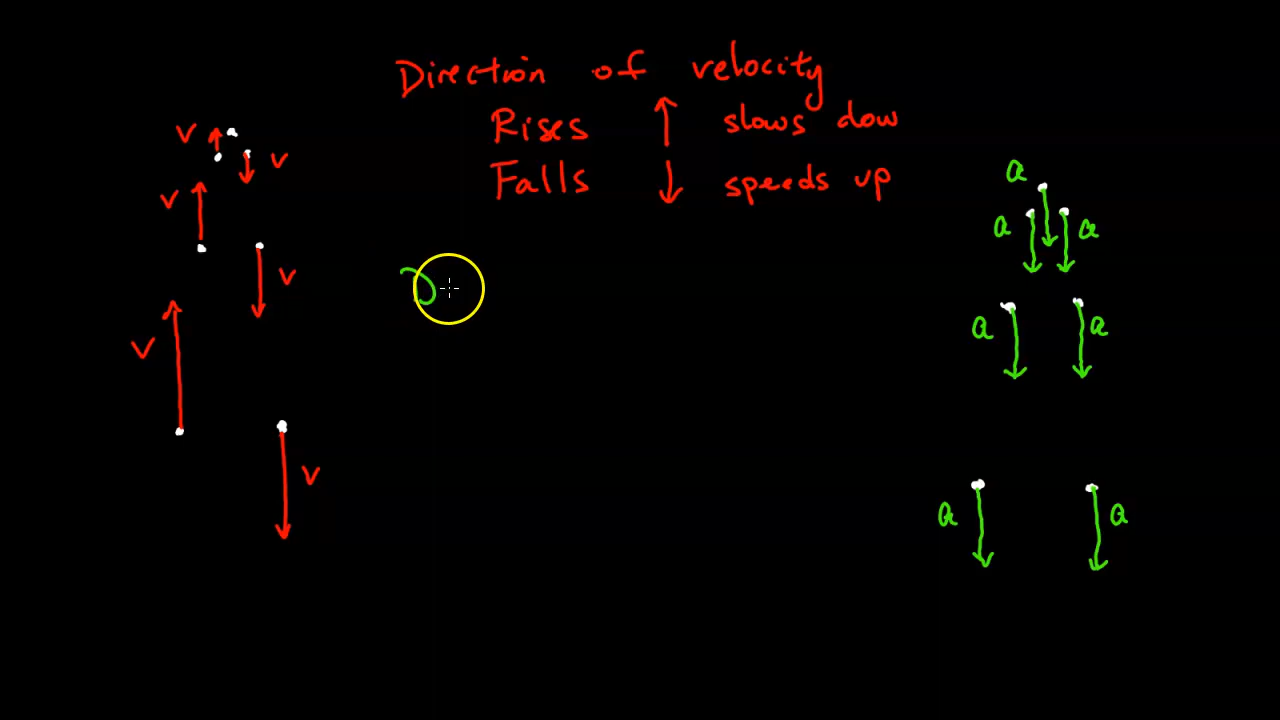 Direction of velocity
Rises ↑ slows dow
Falls ↓ speeds up
v
v
v
v
v
v
a
a
a
a
a
a
a